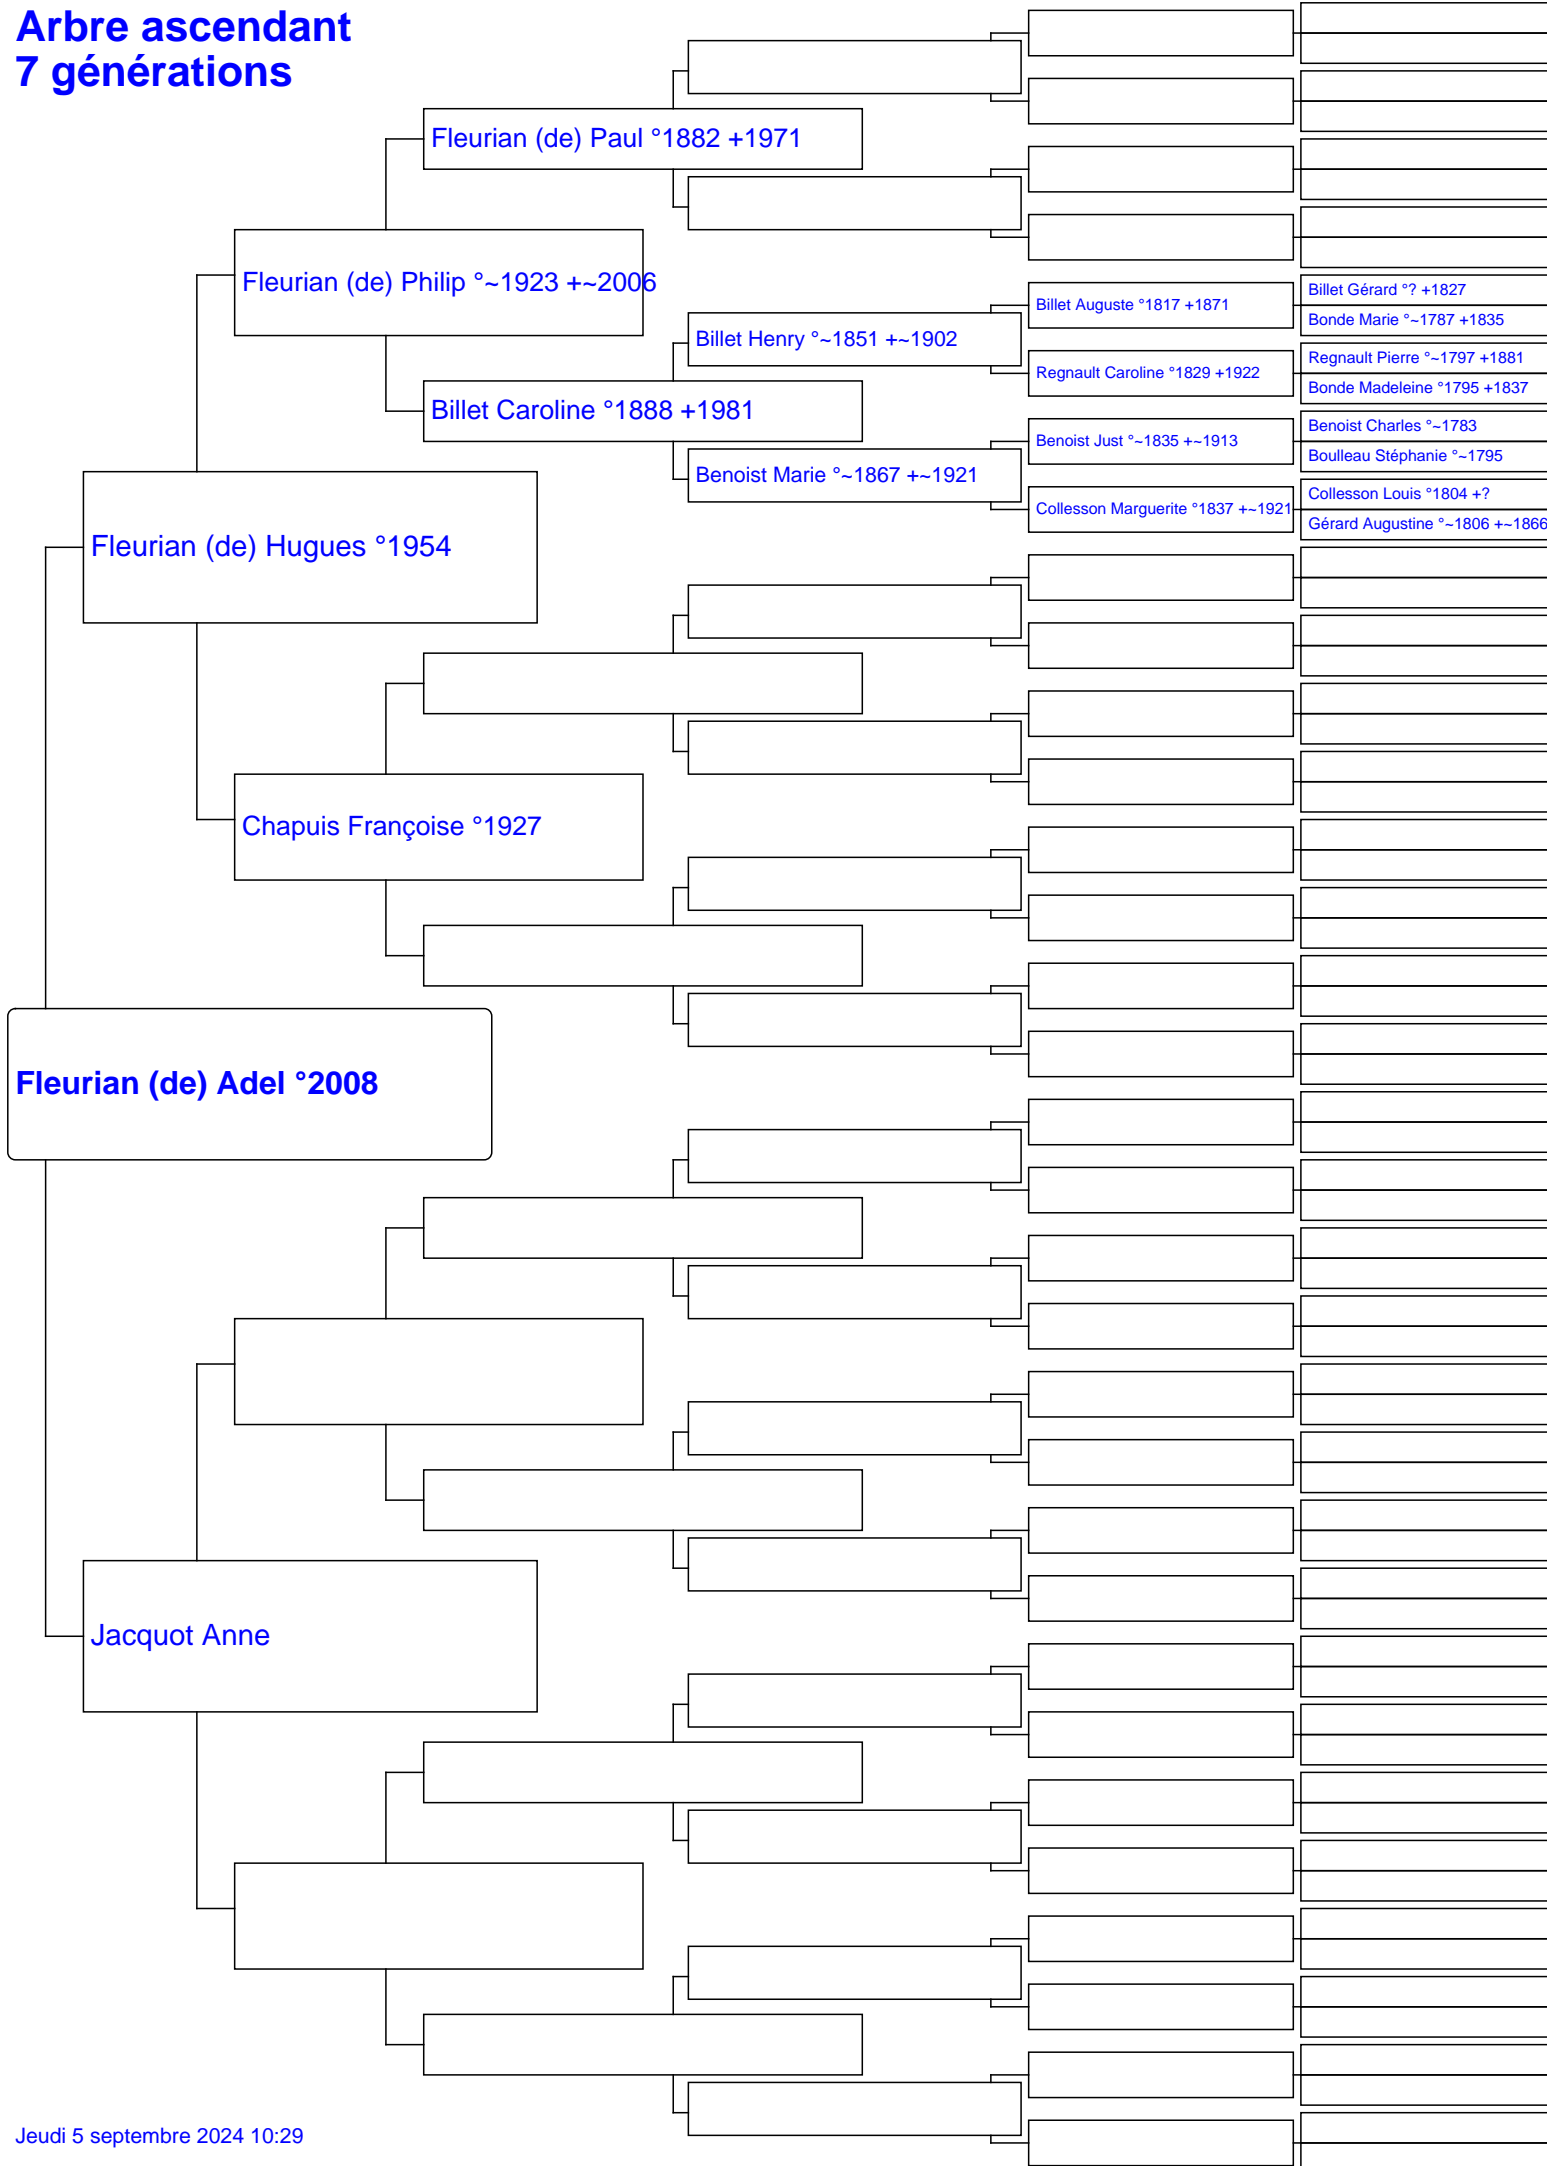 Arbre ascendant
7 générations
Fleurian (de) Paul °1882 +1971
Fleurian (de) Philip °~1923 +~2006
Billet Auguste °1817 +1871
Billet Gérard °? +1827
Bonde Marie °~1787 +1835
Billet Henry °~1851 +~1902
Regnault Caroline °1829 +1922
Regnault Pierre °~1797 +1881
Bonde Madeleine °1795 +1837
Billet Caroline °1888 +1981
Benoist Just °~1835 +~1913
Benoist Charles °~1783
Boulleau Stéphanie °~1795
Benoist Marie °~1867 +~1921
Collesson Marguerite °1837 +~1921
Collesson Louis °1804 +?
Gérard Augustine °~1806 +~1866
Fleurian (de) Hugues °1954
Chapuis Françoise °1927
Fleurian (de) Adel °2008
Jacquot Anne
Jeudi 5 septembre 2024 10:29